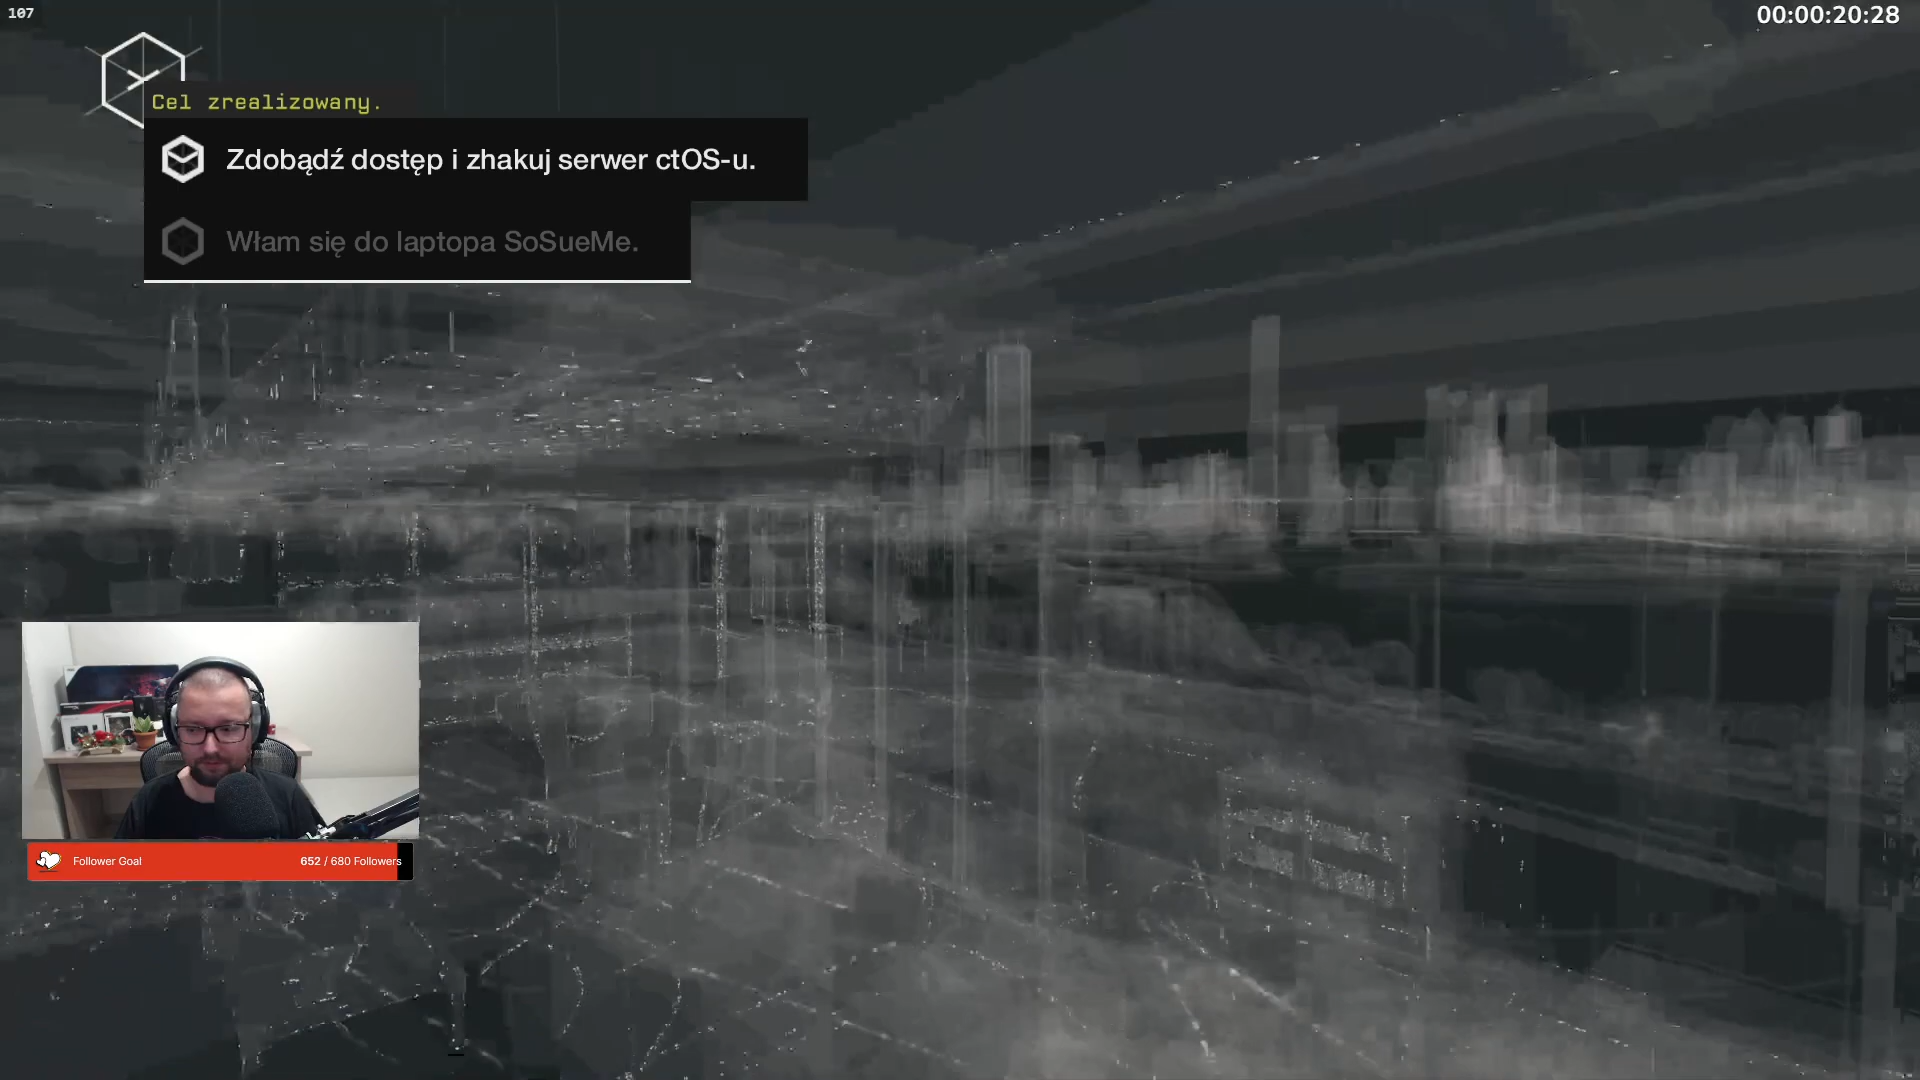 107
00:00:20:28
Cel zrealizowany.
Zdobądź dostęp i zhakuj serwer ctOS-u.
Włam się do laptopa SoSueMe.
Follower Goal
652 / 680 Followers